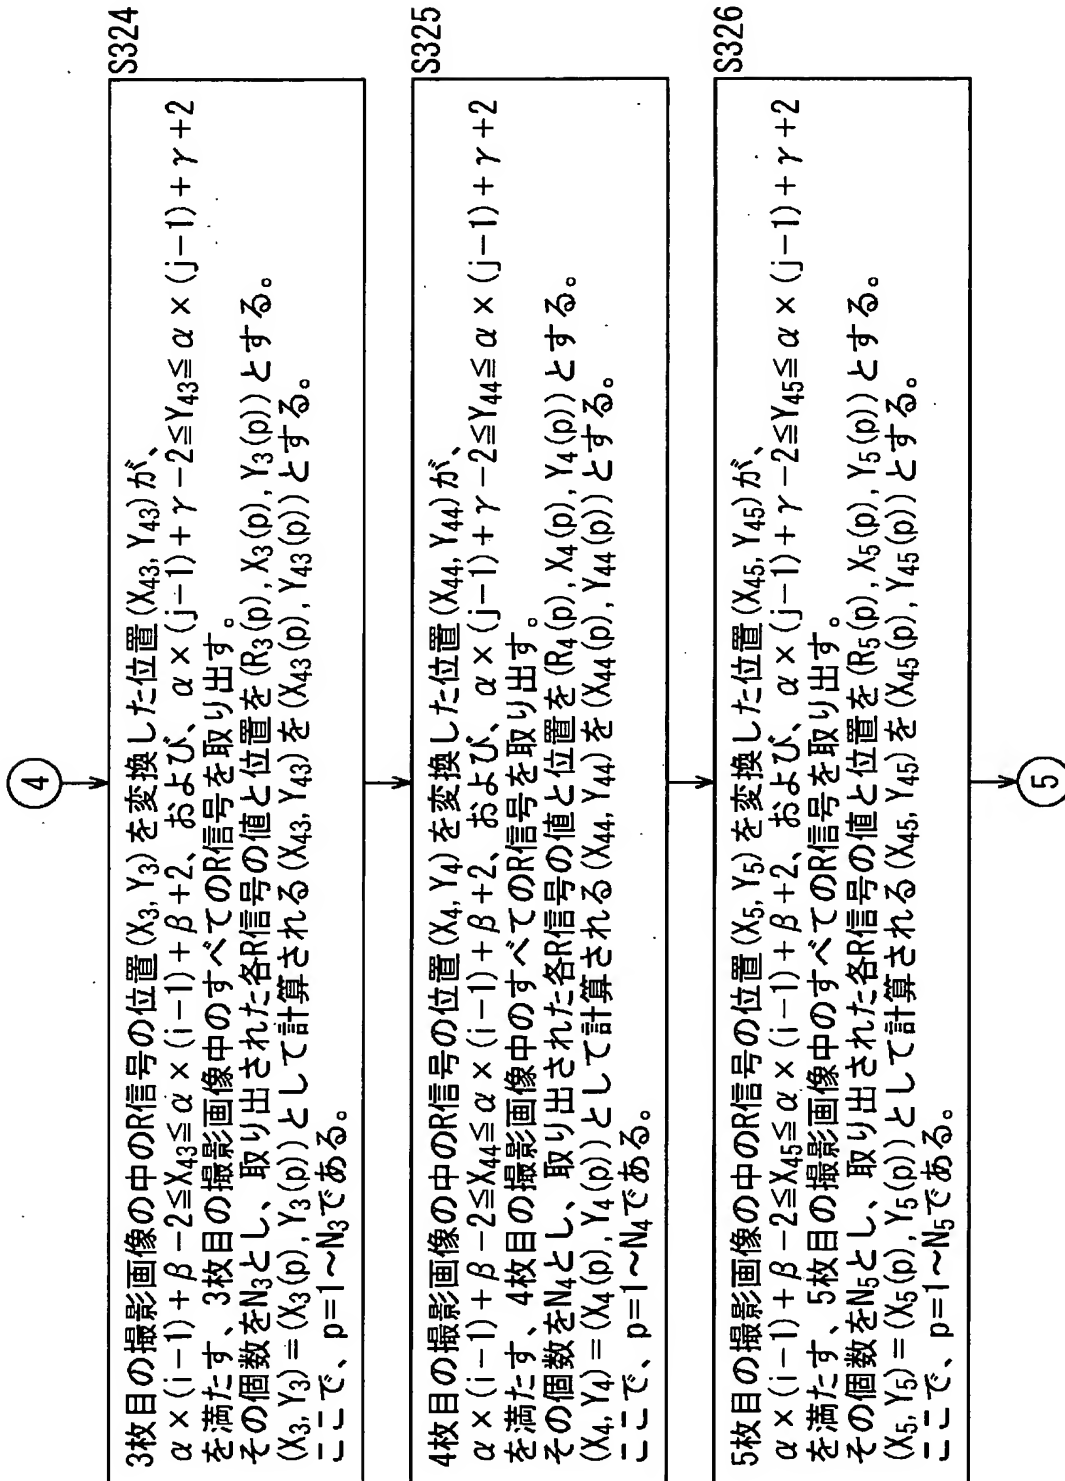 4
S324
3枚目の撮影画像の中のR信号の位置(X₃, Y₃)を変換した位置(X₄₃, Y₄₃)が、
α×(i−1)+β−2≦X₄₃≦α×(i−1)+β+2、および、α×(j−1)+γ−2≦Y₄₃≦α×(j−1)+γ+2
を満たす、3枚目の撮影画像中のすべてのR信号を取り出す。
その個数をN₃とし、取り出された各R信号の値と位置を(R₃(p), X₃(p), Y₃(p))とする。
(X₃, Y₃)=(X₃(p), Y₃(p))として計算される(X₄₃, Y₄₃)を(X₄₃(p), Y₄₃(p))とする。
ここで、p=1〜N₃である。
S325
4枚目の撮影画像の中のR信号の位置(X₄, Y₄)を変換した位置(X₄₄, Y₄₄)が、
α×(i−1)+β−2≦X₄₄≦α×(i−1)+β+2、および、α×(j−1)+γ−2≦Y₄₄≦α×(j−1)+γ+2
を満たす、4枚目の撮影画像中のすべてのR信号を取り出す。
その個数をN₄とし、取り出された各R信号の値と位置を(R₄(p), X₄(p), Y₄(p))とする。
(X₄, Y₄)=(X₄(p), Y₄(p))として計算される(X₄₄, Y₄₄)を(X₄₄(p), Y₄₄(p))とする。
ここで、p=1〜N₄である。
S326
5枚目の撮影画像の中のR信号の位置(X₅, Y₅)を変換した位置(X₄₅, Y₄₅)が、
α×(i−1)+β−2≦X₄₅≦α×(i−1)+β+2、および、α×(j−1)+γ−2≦Y₄₅≦α×(j−1)+γ+2
を満たす、5枚目の撮影画像中のすべてのR信号を取り出す。
その個数をN₅とし、取り出された各R信号の値と位置を(R₅(p), X₅(p), Y₅(p))とする。
(X₅, Y₅)=(X₅(p), Y₅(p))として計算される(X₄₅, Y₄₅)を(X₄₅(p), Y₄₅(p))とする。
ここで、p=1〜N₅である。
5